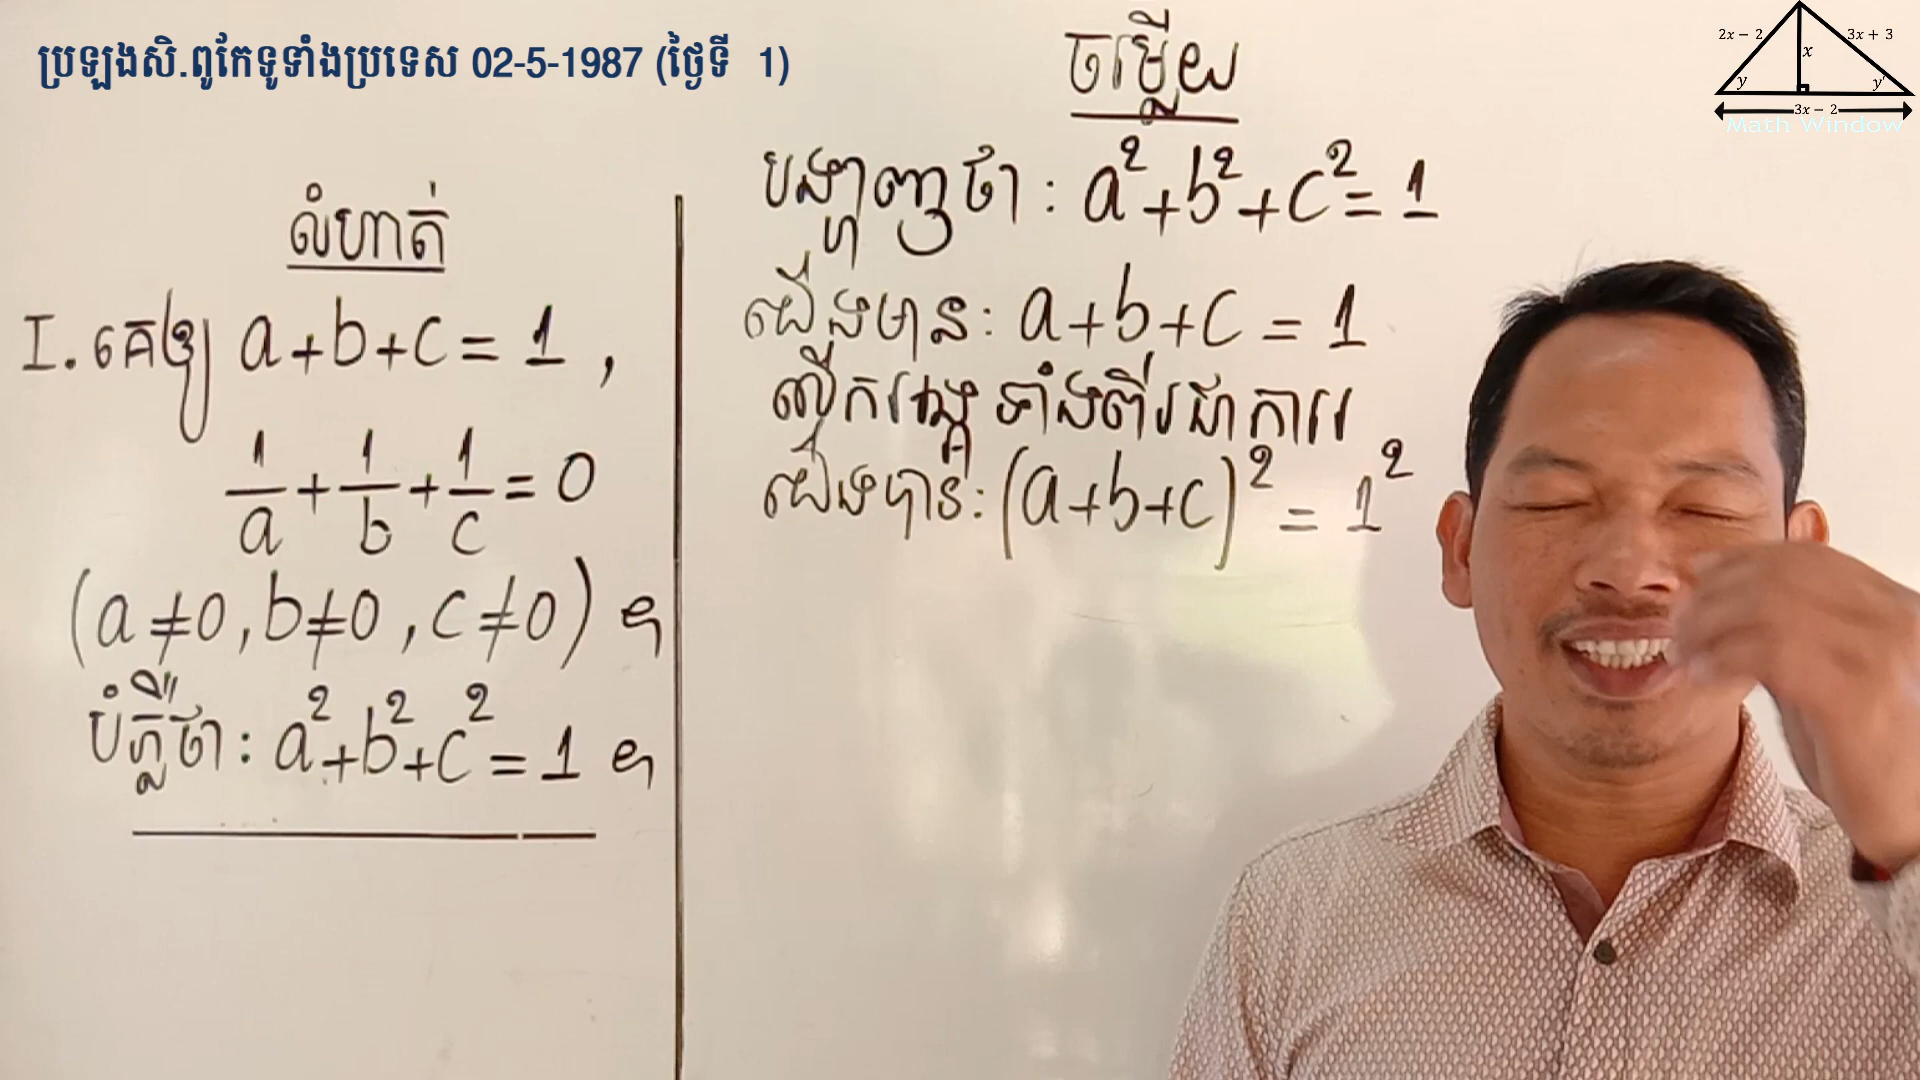 ប្រឡងសិ.ពូកែទូទាំងប្រទេស 02-5-1987 (ថ្ងៃទី 1)
លំហាត់
I. គេឲ្យ a+b+c = 1 ,
1/a + 1/b + 1/c = 0
(a≠0, b≠0, c≠0) ។
បំភ្លឺថា: a²+b²+c² = 1 ។
ចម្លើយ
បង្ហាញថា: a²+b²+c² = 1
យើងមាន: a+b+c = 1
លើកអង្គទាំងពីរជាការេ
យើងបាន: (a+b+c)² = 1²
2x − 2
3x + 3
x
y
y'
3x − 2
Math Window